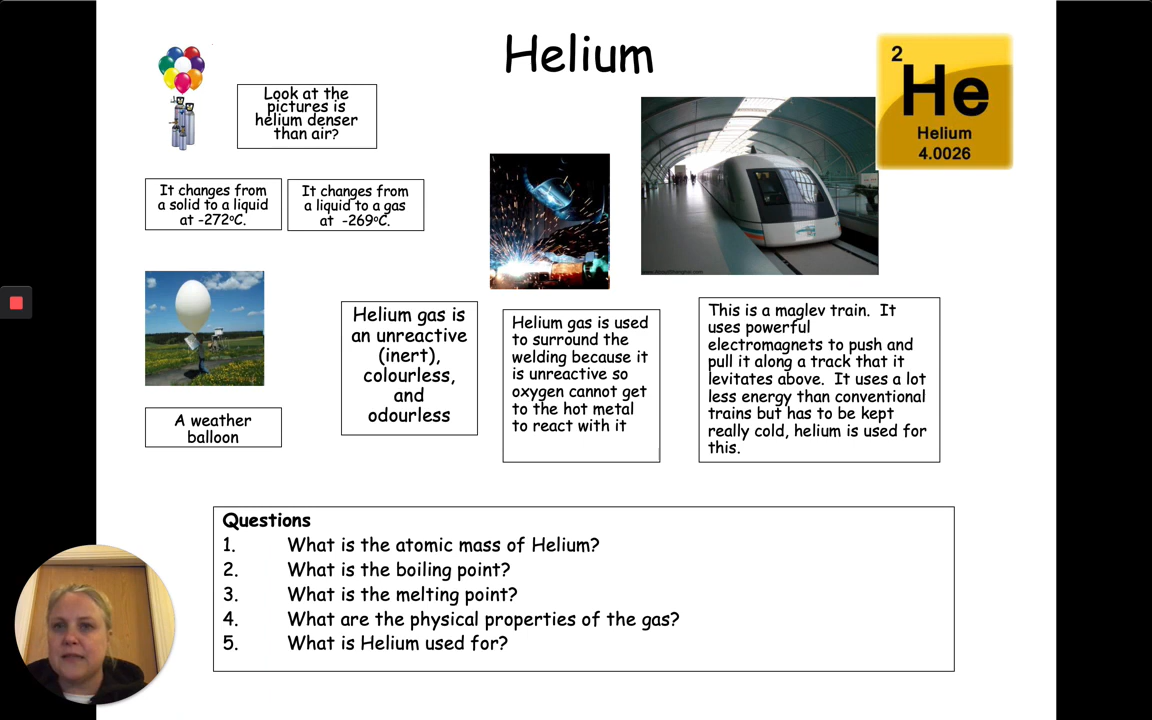 Helium
2
He
Helium
4.0026
Look at the
pictures is
helium denser
than air?
It changes from
a solid to a liquid
at -272°C.
It changes from
a liquid to a gas
at -269°C.
A weather
balloon
Helium gas is
an unreactive
(inert),
colourless,
and
odourless
Helium gas is used
to surround the
welding because it
is unreactive so
oxygen cannot get
to the hot metal
to react with it
This is a maglev train. It
uses powerful
electromagnets to push and
pull it along a track that it
levitates above. It uses a lot
less energy than conventional
trains but has to be kept
really cold, helium is used for
this.
Questions
1. What is the atomic mass of Helium?
2. What is the boiling point?
3. What is the melting point?
4. What are the physical properties of the gas?
5. What is Helium used for?